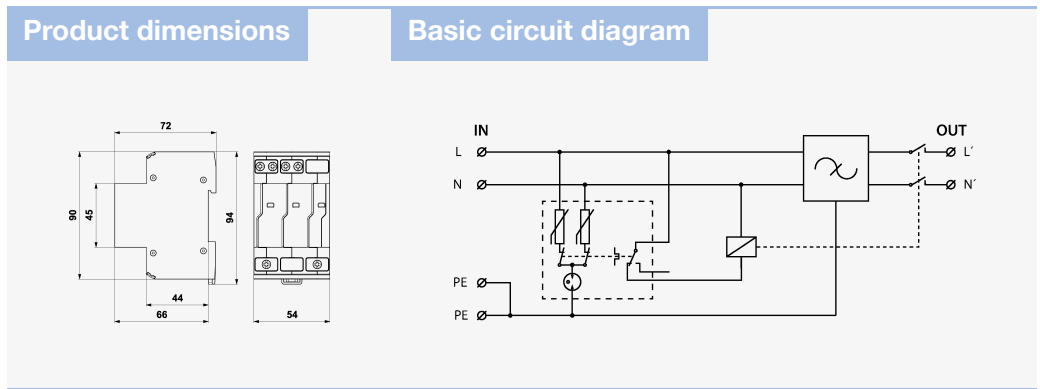 Product dimensions
Basic circuit diagram
72
90
45
94
44
66
54
IN
OUT
L
L´
N
N´
PE
PE